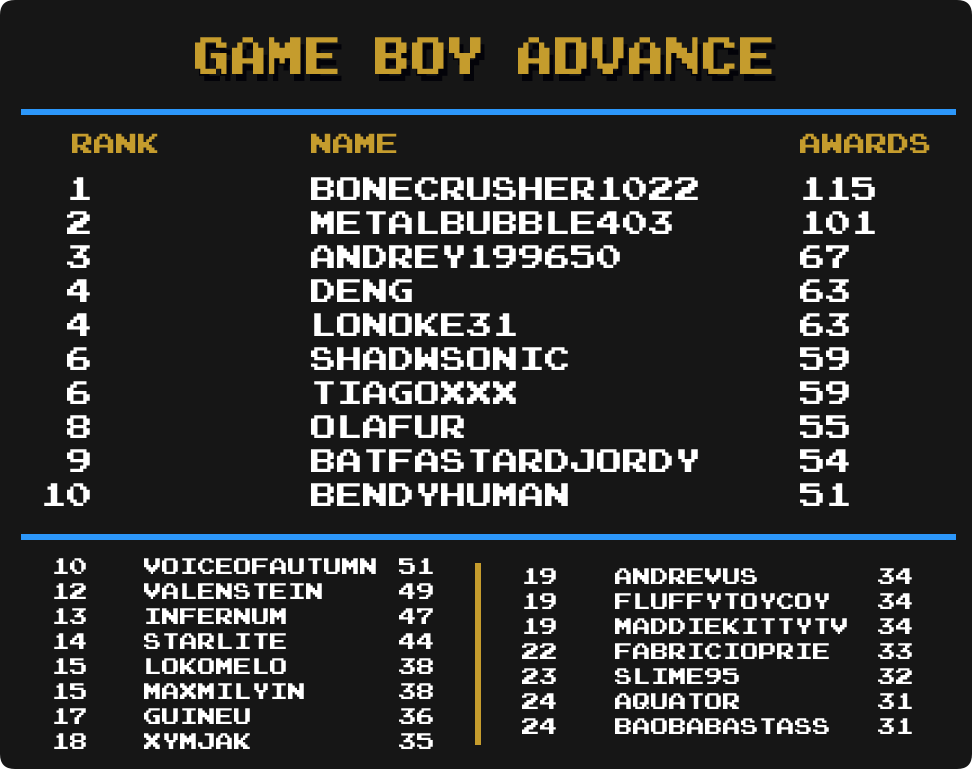 GAME BOY ADVANCE
RANK NAME AWARDS
1 BONECRUSHER1022 115
2 METALBUBBLE403 101
3 ANDREY199650 67
4 DENG 63
4 LONOKE31 63
6 SHADWSONIC 59
6 TIAGOXXX 59
8 OLAFUR 55
9 BATFASTARDJORDY 54
10 BENDYHUMAN 51
10 VOICEOFAUTUMN 51
12 VALENSTEIN 49
13 INFERNUM 47
14 STARLITE 44
15 LOKOMELO 38
15 MAXMILYIN 38
17 GUINEU 36
18 XYMJAK 35
19 ANDREVUS 34
19 FLUFFYTOYCOY 34
19 MADDIEKITTYTV 34
22 FABRICIOPRIE 33
23 SLIME95 32
24 AQUATOR 31
24 BAOBABASTASS 31